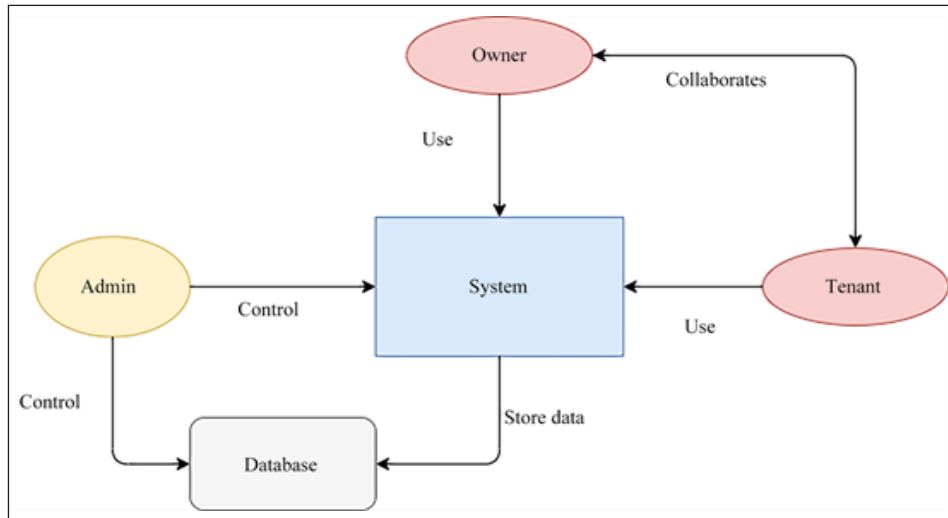 Owner
Collaborates
Use
Admin
System
Tenant
Control
Use
Control
Store data
Database